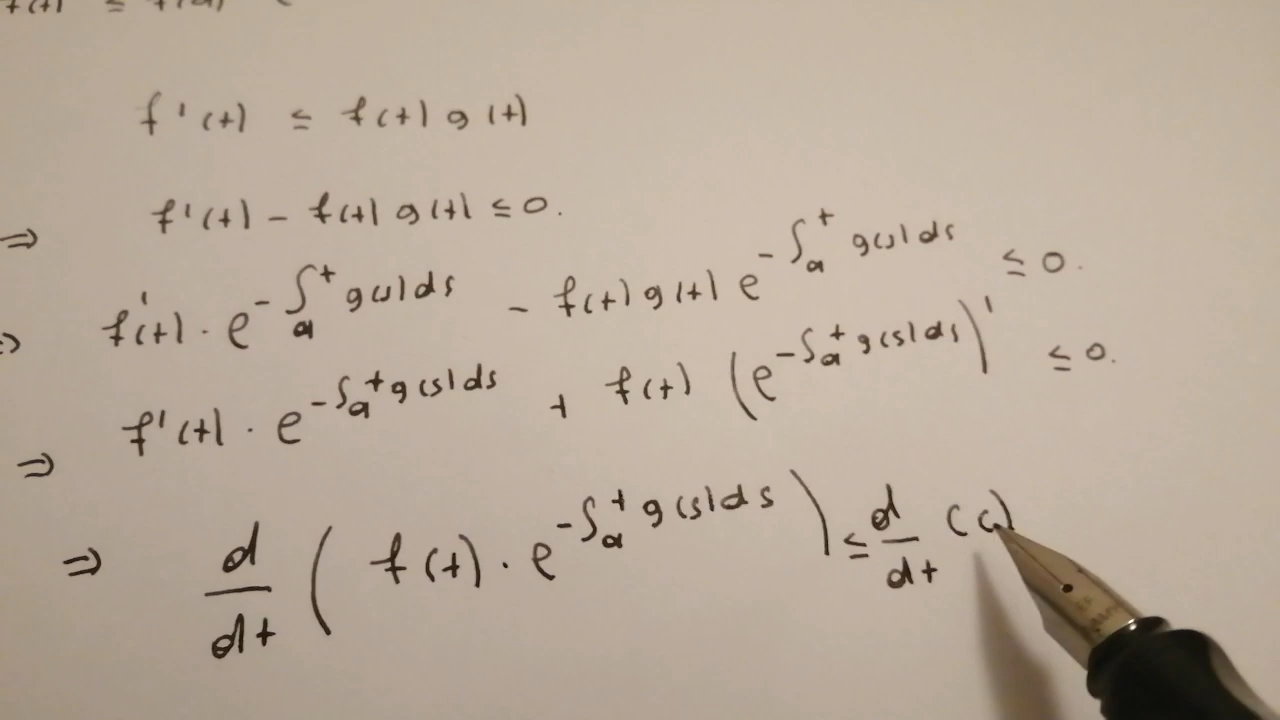 f(t) ≤ f(a)
f'(t) ≤ f(t) g(t)
⇒ f'(t) - f(t) g(t) ≤ 0.
⇒ f'(t) · e^{-∫_a^t g(s)ds} - f(t) g(t) e^{-∫_a^t g(s)ds} ≤ 0.
⇒ f'(t) · e^{-∫_a^t g(s)ds} + f(t) (e^{-∫_a^t g(s)ds})' ≤ 0.
⇒ d/dt ( f(t) · e^{-∫_a^t g(s)ds} ) ≤ d/dt (c)